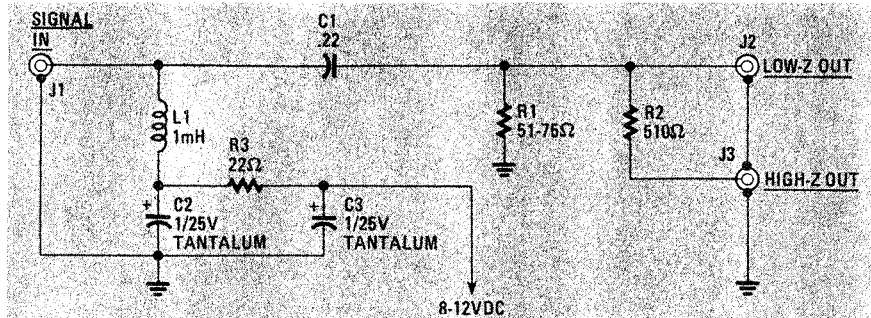 SIGNAL
IN
J1
C1
.22
J2
LOW-Z OUT
L1
1mH
R3
22Ω
R1
51-75Ω
R2
510Ω
J3
HIGH-Z OUT
+
C2
1/25V
TANTALUM
+
C3
1/25V
TANTALUM
8-12VDC